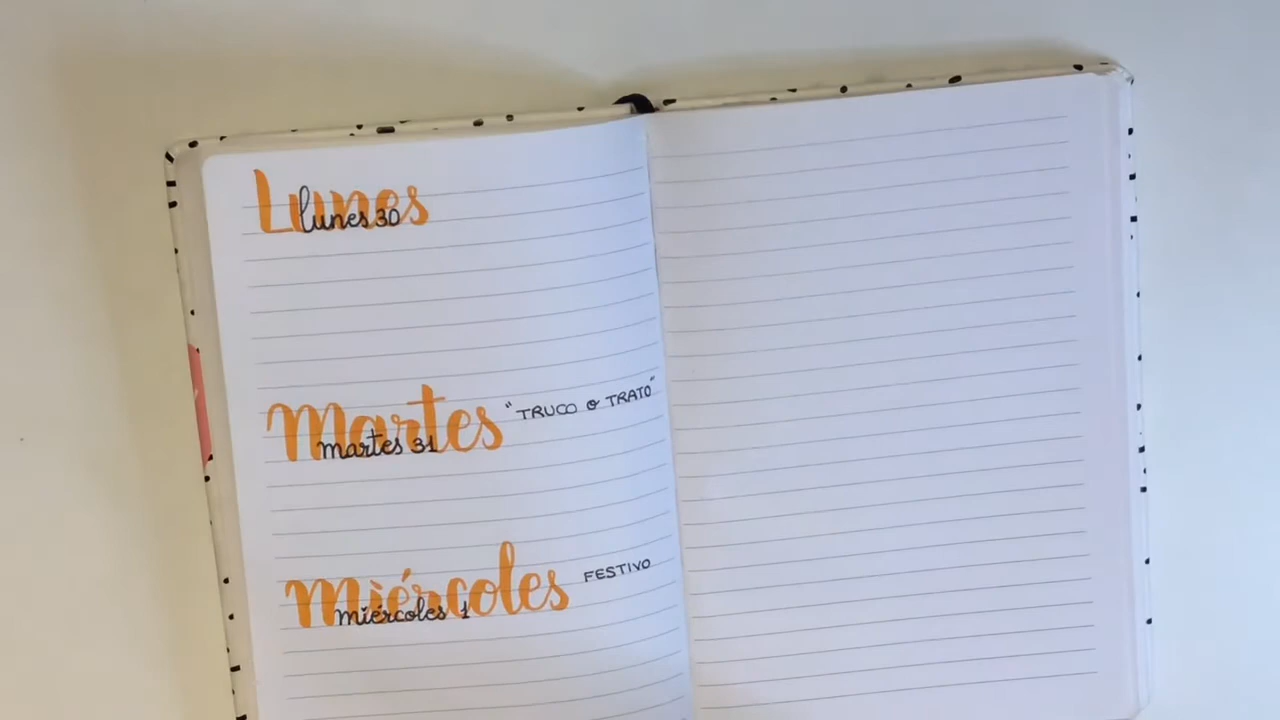 Lunes
lunes 30
Martes "TRUCO o TRATO"
martes 31
miércoles FESTIVO
miércoles 1